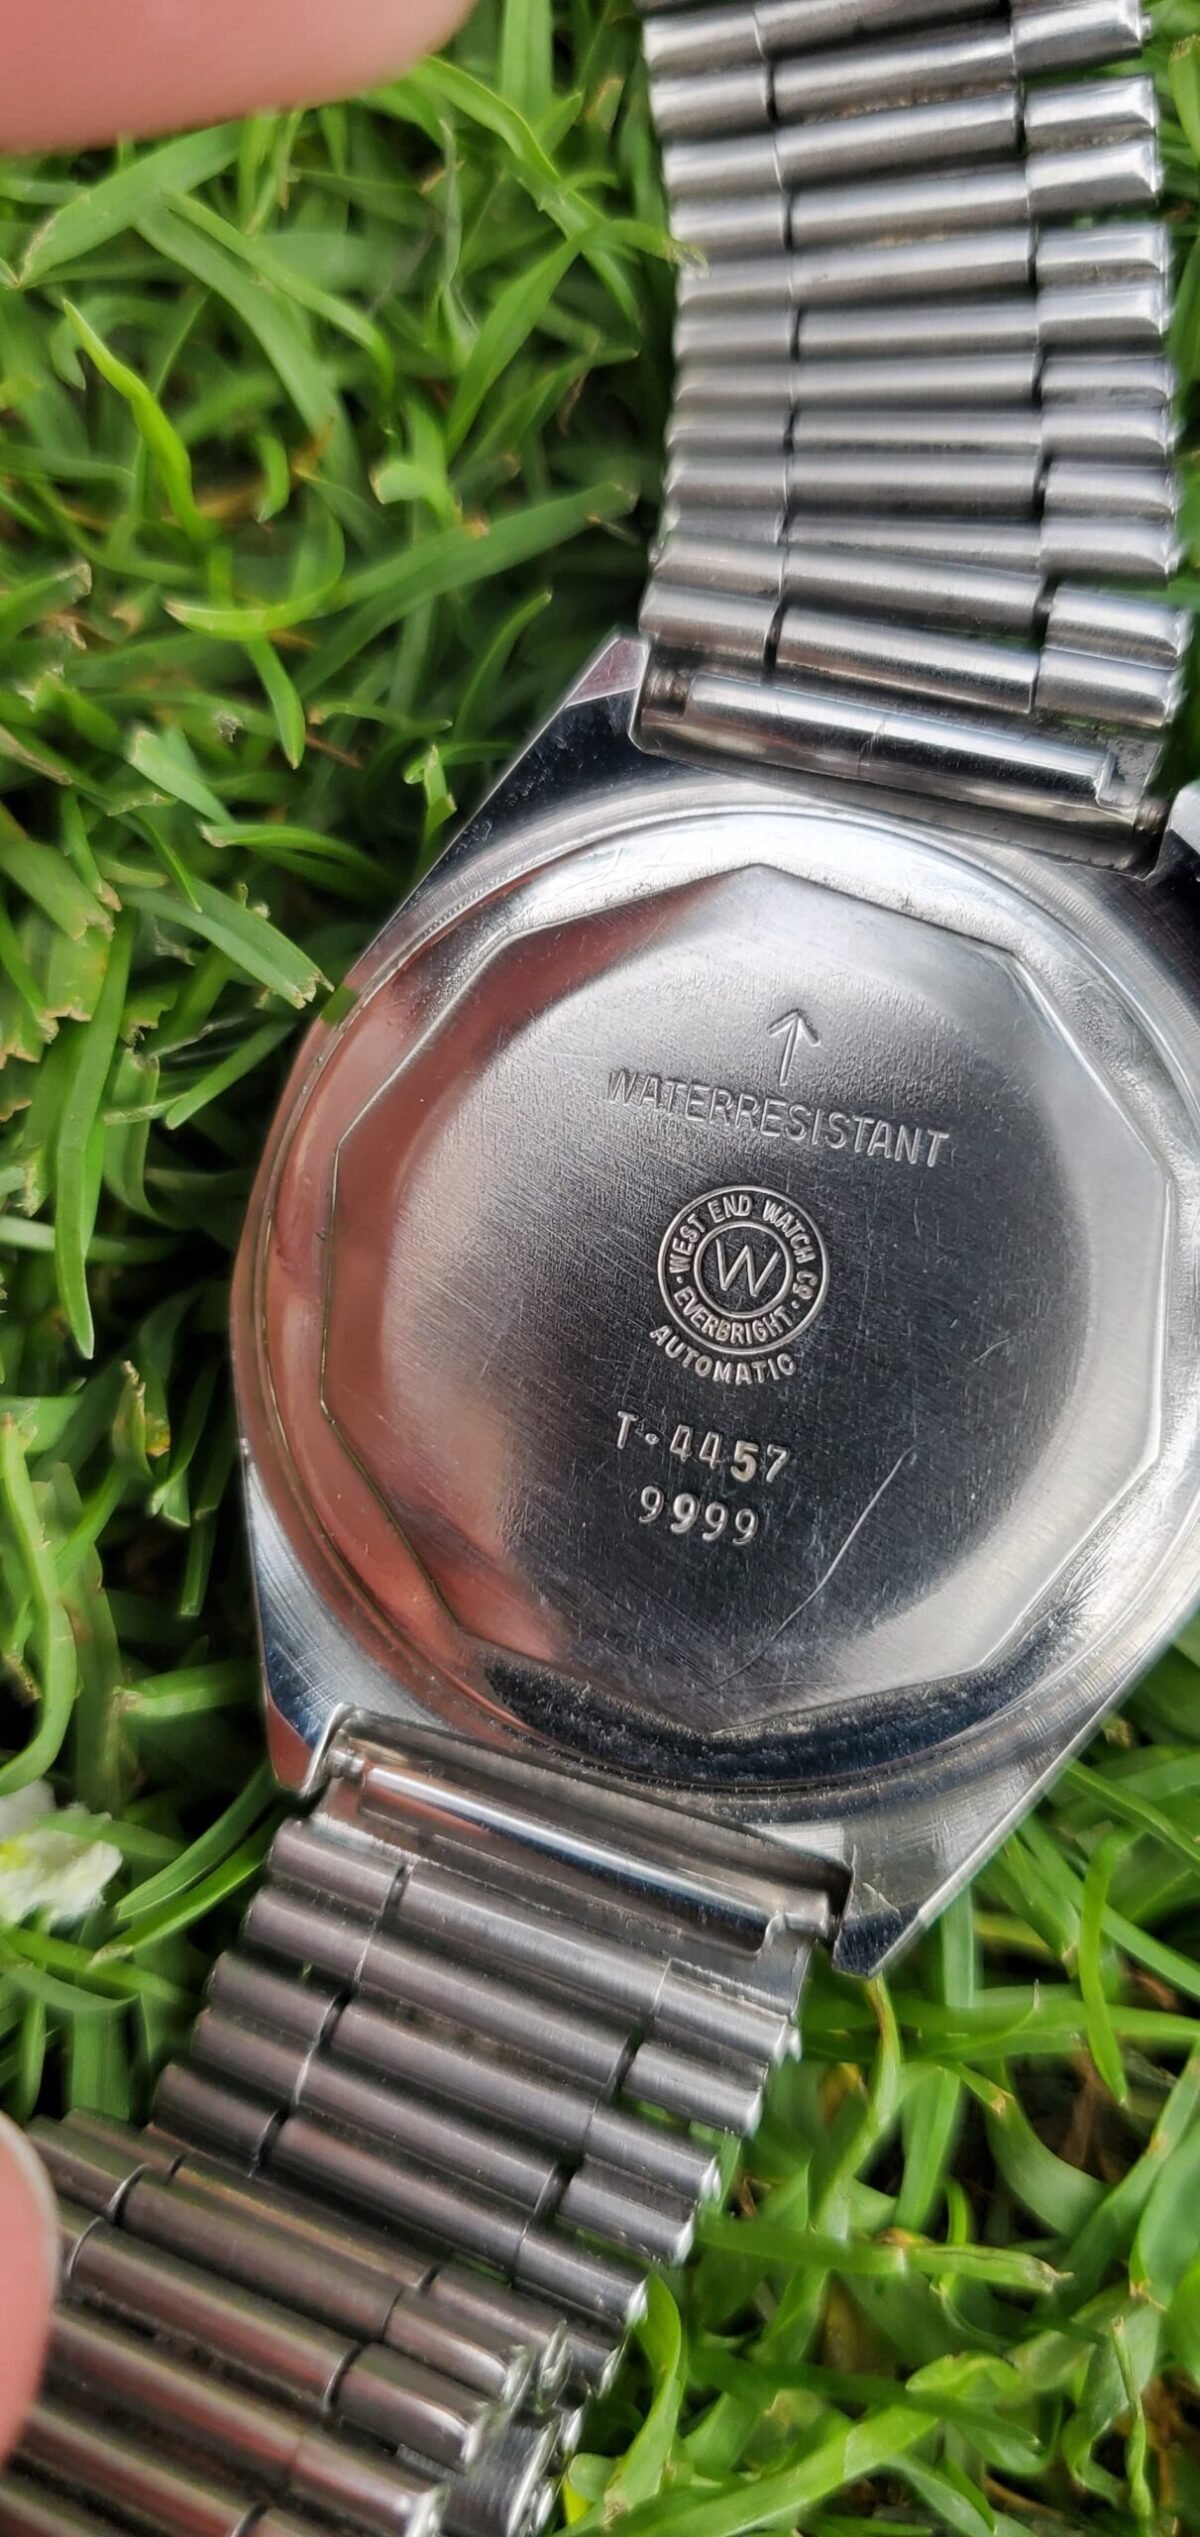 ↑
WATERRESISTANT
WEST END WATCH Cº
W
· EVERBRIGHT ·
AUTOMATIC
T·4457
9999